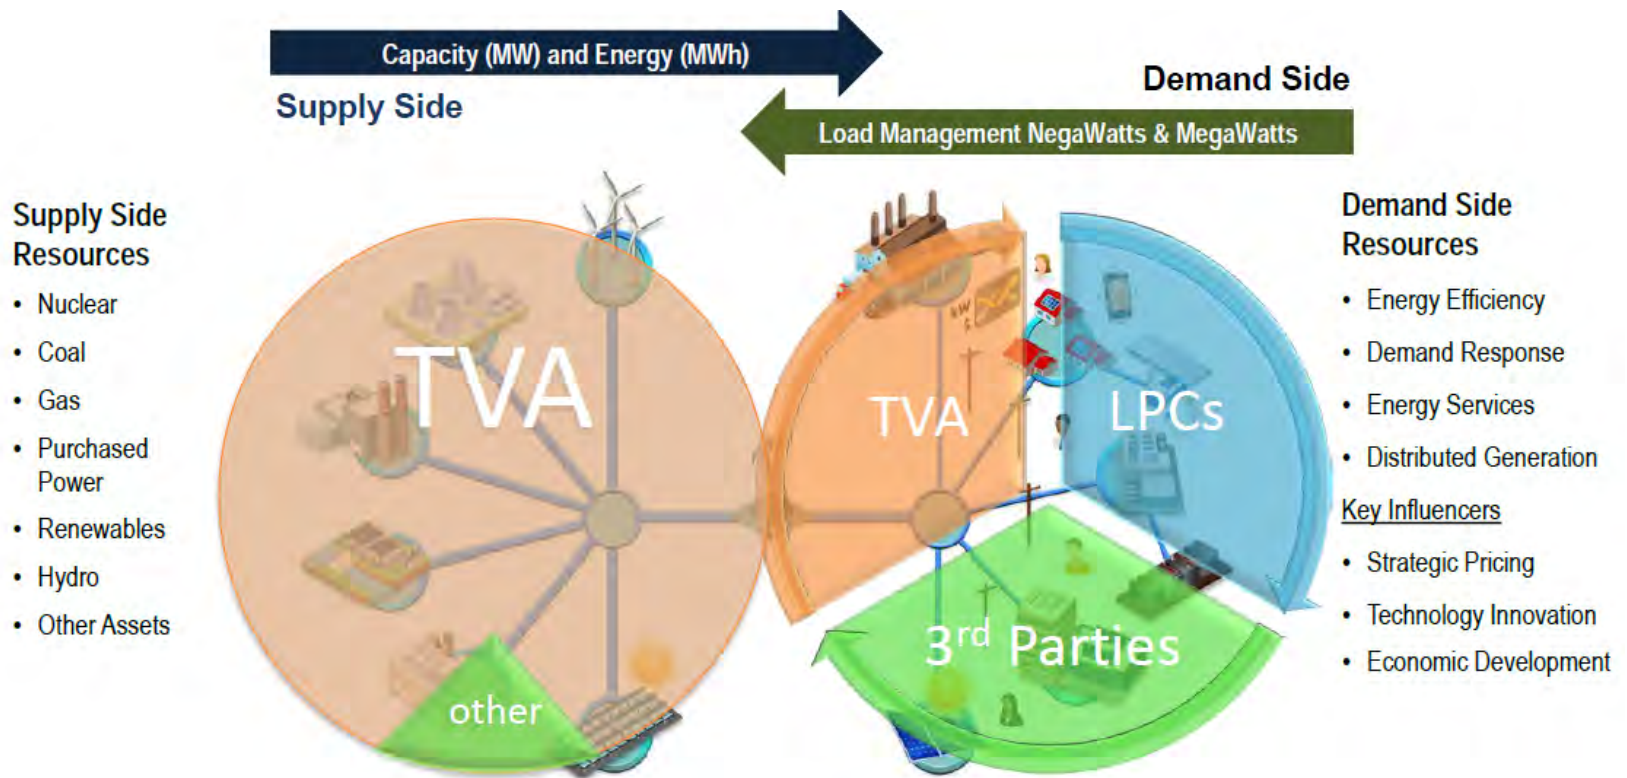 Capacity (MW) and Energy (MWh)
Supply Side
Demand Side
Load Management NegaWatts & MegaWatts
Supply Side
Resources
• Nuclear
• Coal
• Gas
• Purchased
Power
• Renewables
• Hydro
• Other Assets
TVA
other
TVA
LPCs
3rd Parties
Demand Side
Resources
• Energy Efficiency
• Demand Response
• Energy Services
• Distributed Generation
Key Influencers
• Strategic Pricing
• Technology Innovation
• Economic Development